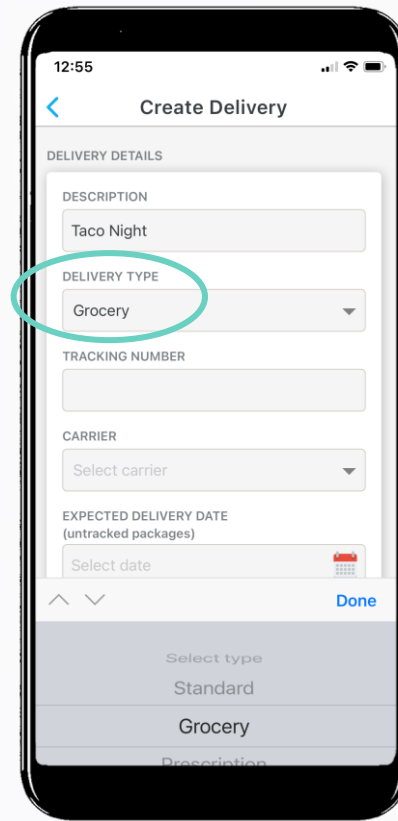 12:55
Create Delivery
DELIVERY DETAILS
DESCRIPTION
Taco Night
DELIVERY TYPE
Grocery
TRACKING NUMBER
CARRIER
Select carrier
EXPECTED DELIVERY DATE
(untracked packages)
Select date
Done
Select type
Standard
Grocery
Prescription